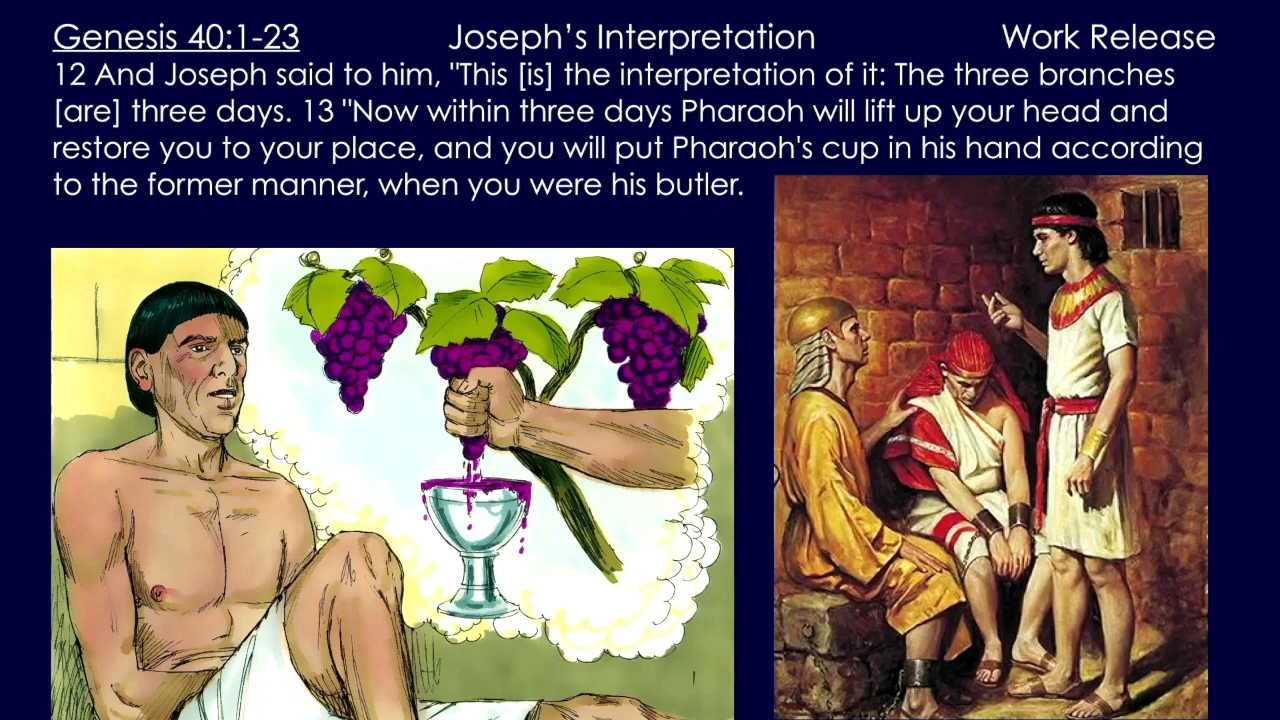 Genesis 40:1-23 Joseph’s Interpretation Work Release
12 And Joseph said to him, "This [is] the interpretation of it: The three branches
[are] three days. 13 "Now within three days Pharaoh will lift up your head and
restore you to your place, and you will put Pharaoh's cup in his hand according
to the former manner, when you were his butler.